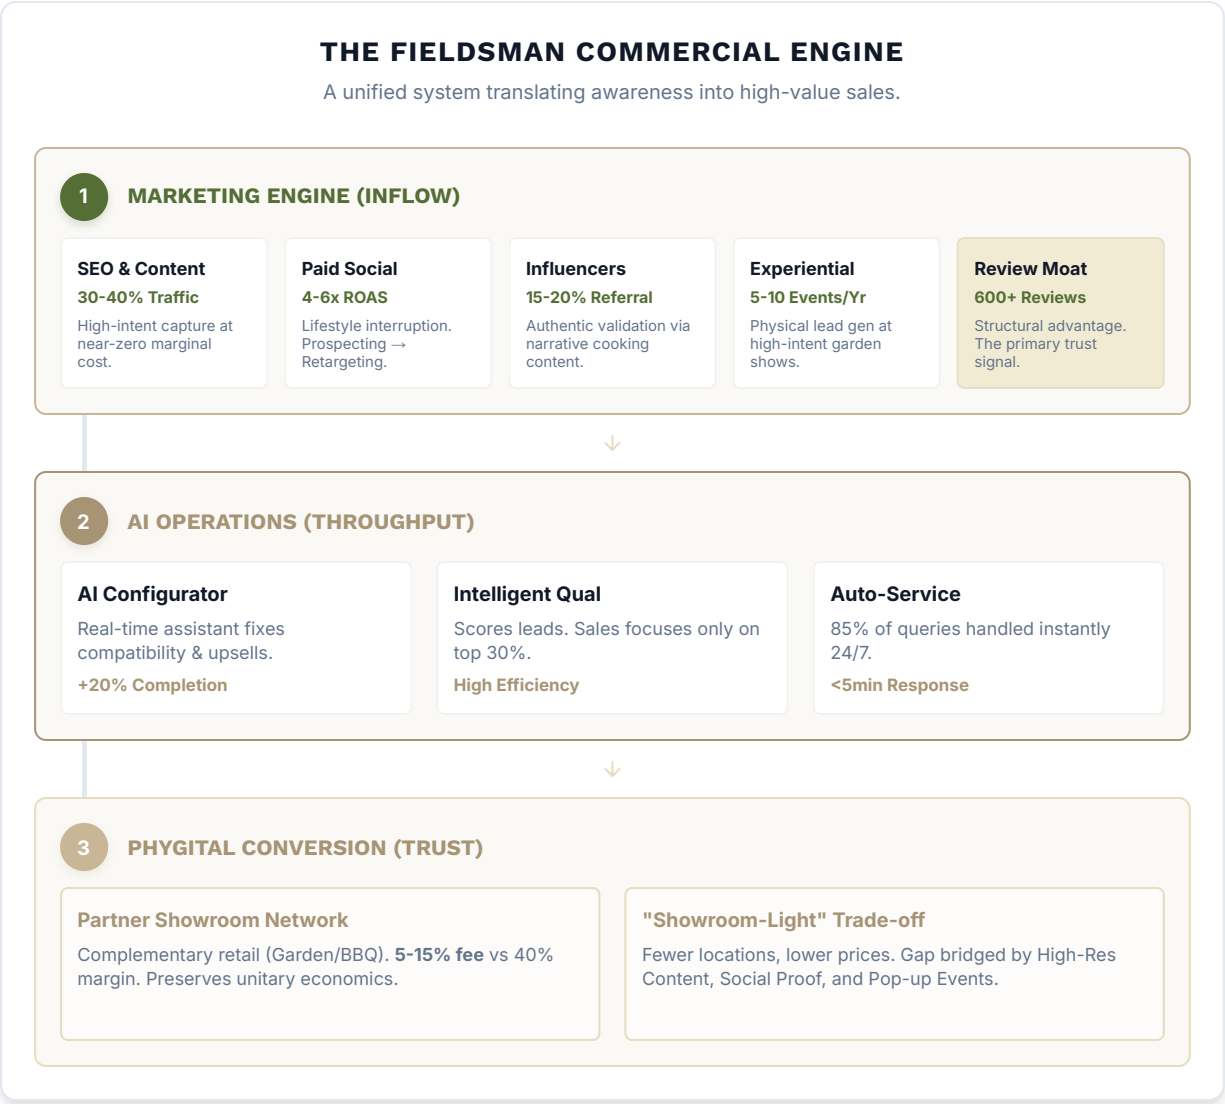 THE FIELDSMAN COMMERCIAL ENGINE
A unified system translating awareness into high-value sales.
1
MARKETING ENGINE (INFLOW)
SEO & Content
30-40% Traffic
High-intent capture at
near-zero marginal
cost.
Paid Social
4-6x ROAS
Lifestyle interruption.
Prospecting →
Retargeting.
Influencers
15-20% Referral
Authentic validation via
narrative cooking
content.
Experiential
5-10 Events/Yr
Physical lead gen at
high-intent garden
shows.
Review Moat
600+ Reviews
Structural advantage.
The primary trust
signal.
2
AI OPERATIONS (THROUGHPUT)
AI Configurator
Real-time assistant fixes
compatibility & upsells.
+20% Completion
Intelligent Qual
Scores leads. Sales focuses only on
top 30%.
High Efficiency
Auto-Service
85% of queries handled instantly
24/7.
<5min Response
3
PHYGITAL CONVERSION (TRUST)
Partner Showroom Network
Complementary retail (Garden/BBQ). 5-15% fee vs 40%
margin. Preserves unitary economics.
"Showroom-Light" Trade-off
Fewer locations, lower prices. Gap bridged by High-Res
Content, Social Proof, and Pop-up Events.